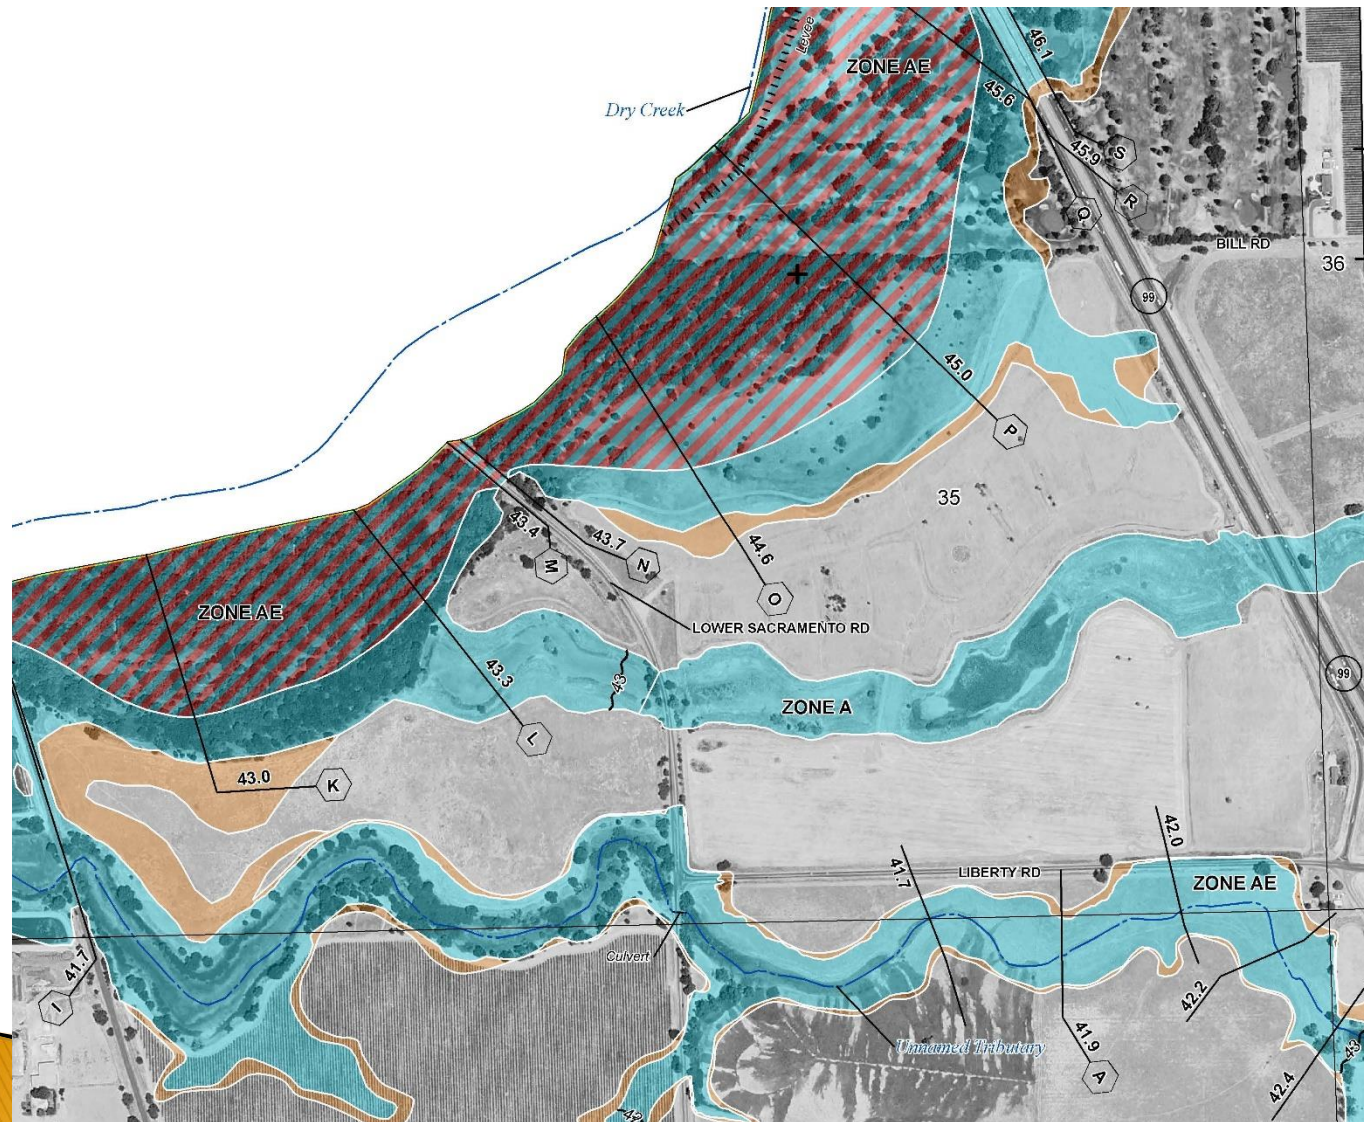 Levee
ZONE AE
46.1
45.6
Dry Creek
45.9
S
R
Q
BILL RD
36
99
45.0
P
35
43.4
43.7
M
N
44.6
O
ZONE AE
LOWER SACRAMENTO RD
43.3
43
99
ZONE A
L
43.0
K
42.0
41.7
LIBERTY RD
ZONE AE
Culvert
41.7
I
42.2
41.9
Unnamed Tributary
43
A
42.4